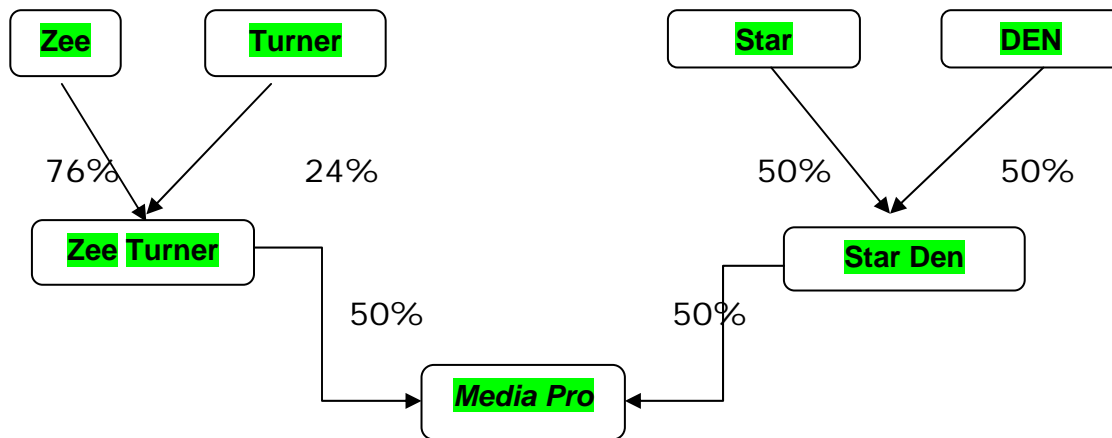 Zee Turner Star DEN
76% 24% 50% 50%
Zee Turner Star Den
50% 50%
Media Pro